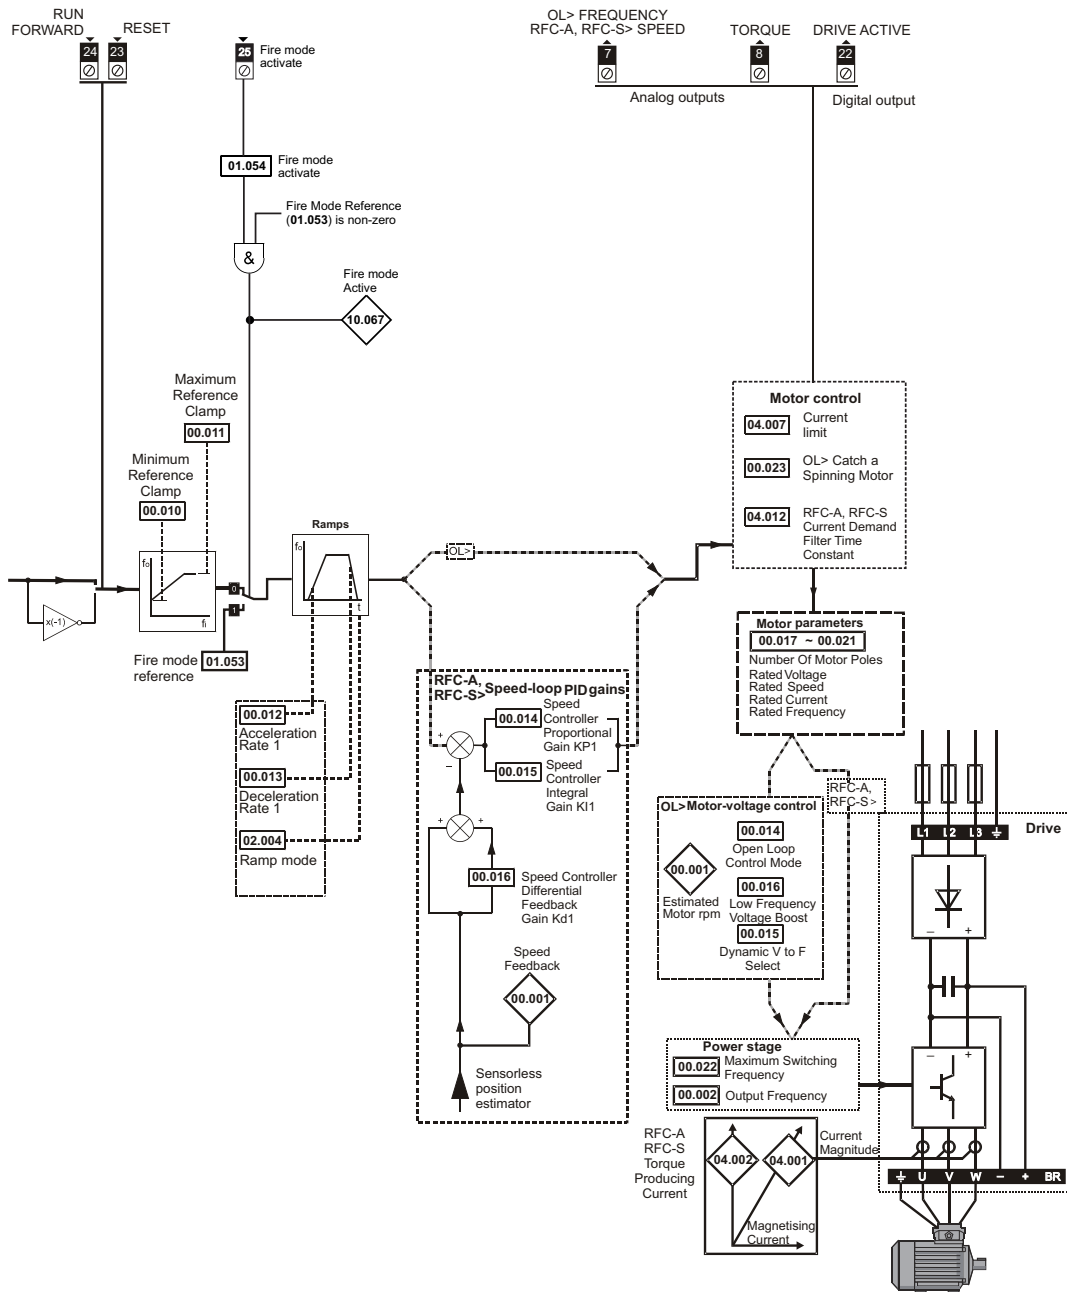 RUN
FORWARD
RESET
24
23
25
Fire mode
activate
OL> FREQUENCY
RFC-A, RFC-S> SPEED
TORQUE
DRIVE ACTIVE
7
8
22
Analog outputs
Digital output
01.054
Fire mode
activate
Fire Mode Reference
(01.053) is non-zero
&
Fire mode
Active
10.067
Maximum
Reference
Clamp
00.011
Minimum
Reference
Clamp
00.010
Motor control
04.007
Current
limit
00.023
OL> Catch a
Spinning Motor
04.012
RFC-A, RFC-S
Current Demand
Filter Time
Constant
Ramps
fo
fi
fo
t
OL>
0
1
x(-1)
Fire mode
reference
01.053
Motor parameters
00.017 ~ 00.021
Number Of Motor Poles
Rated Voltage
Rated Speed
Rated Current
Rated Frequency
00.012
Acceleration
Rate 1
00.013
Deceleration
Rate 1
02.004
Ramp mode
RFC-A,
RFC-S>
Speed-loop PID gains
00.014
Speed
Controller
Proportional
Gain KP1
00.015
Speed
Controller
Integral
Gain KI1
+
–
+
+
00.016
Speed Controller
Differential
Feedback
Gain Kd1
Speed
Feedback
00.001
Sensorless
position
estimator
RFC-A,
RFC-S>
OL>Motor-voltage control
00.014
Open Loop
Control Mode
00.001
Estimated
Motor rpm
00.016
Low Frequency
Voltage Boost
00.015
Dynamic V to F
Select
Drive
L1 L2 L3
– +
– +
Power stage
00.022
Maximum Switching
Frequency
00.002
Output Frequency
RFC-A
RFC-S
Torque
Producing
Current
04.002
04.001
Current
Magnitude
Magnetising
Current
U V W – + BR